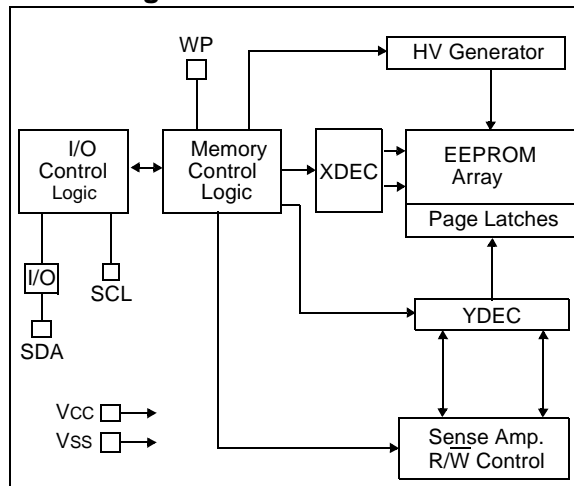 WP
HV Generator
I/O
Control
Logic
Memory
Control
Logic
XDEC
EEPROM
Array
Page Latches
I/O
SCL
SDA
YDEC
VCC
VSS
Sense Amp.
R/W̅ Control